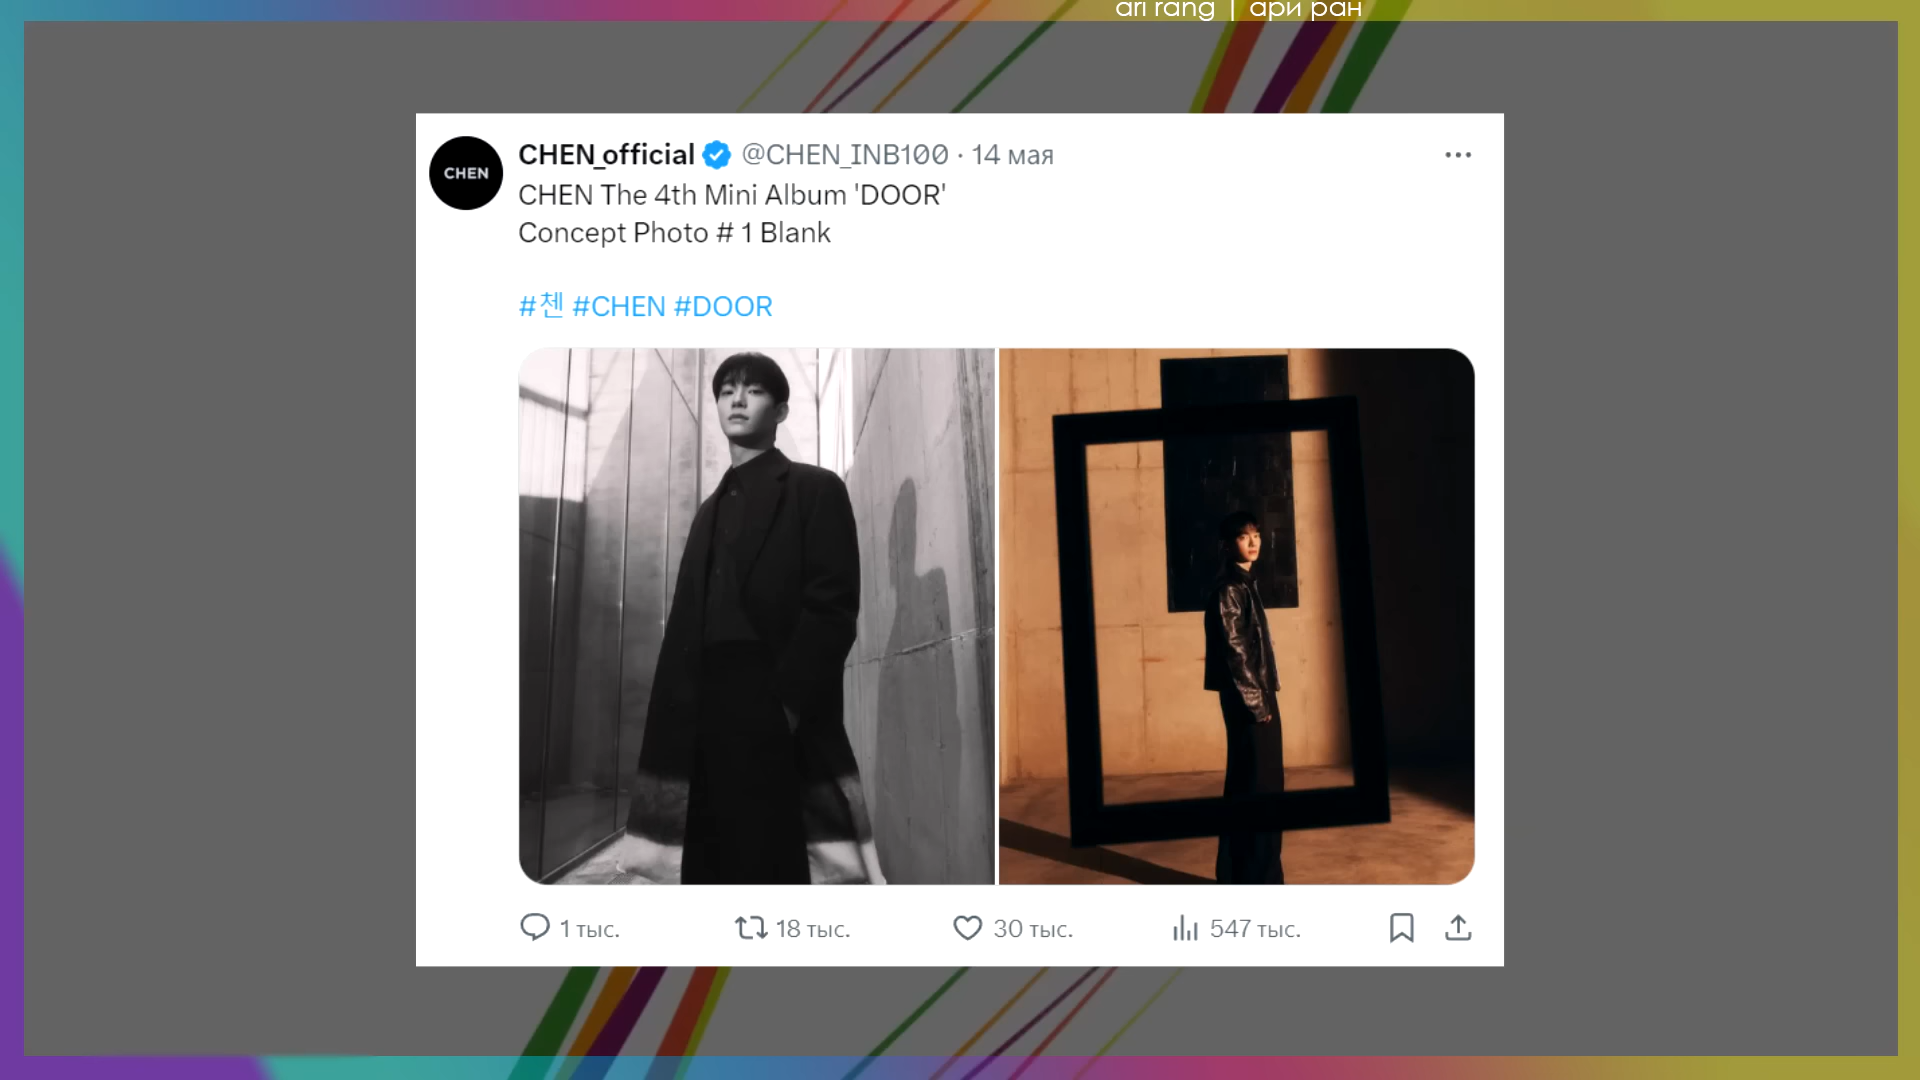 ari rang | ари ран
CHEN
CHEN_official @CHEN_INB100 · 14 мая
CHEN The 4th Mini Album 'DOOR'
Concept Photo # 1 Blank
#첸 #CHEN #DOOR
1 тыс. 18 тыс. 30 тыс. 547 тыс.